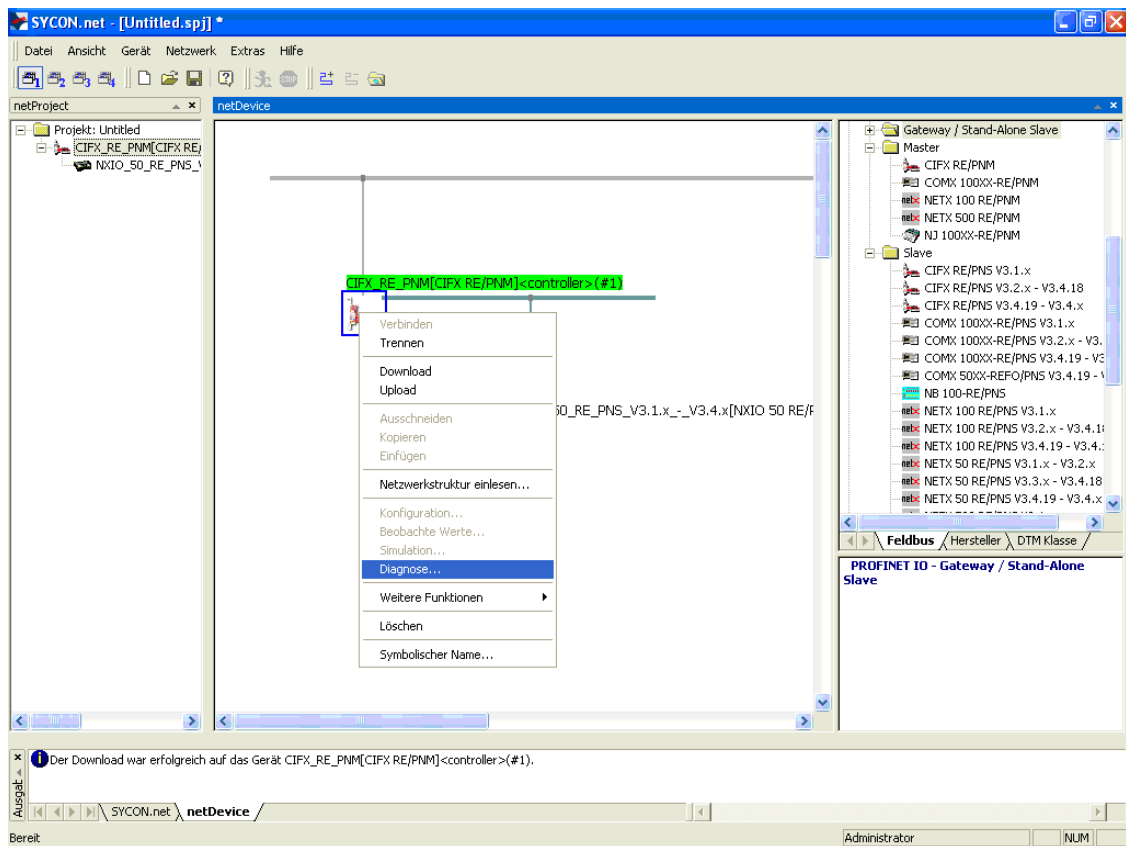 SYCON.net - [Untitled.spj] *
Datei Ansicht Gerät Netzwerk Extras Hilfe
netProject
netDevice
Projekt: Untitled
CIFX_RE_PNM[CIFX RE/
NXIO_50_RE_PNS_
CIFX_RE_PNM[CIFX RE/PNM]<controller>(#1)
50_RE_PNS_V3.1.x_-_V3.4.x[NXIO 50 RE/P
Verbinden
Trennen
Download
Upload
Ausschneiden
Kopieren
Einfügen
Netzwerkstruktur einlesen...
Konfiguration...
Beobachte Werte...
Simulation...
Diagnose...
Weitere Funktionen
Löschen
Symbolischer Name...
Gateway / Stand-Alone Slave
Master
CIFX RE/PNM
COMX 100XX-RE/PNM
NETX 100 RE/PNM
NETX 500 RE/PNM
NJ 100XX-RE/PNM
Slave
CIFX RE/PNS V3.1.x
CIFX RE/PNS V3.2.x - V3.4.18
CIFX RE/PNS V3.4.19 - V3.4.x
COMX 100XX-RE/PNS V3.1.x
COMX 100XX-RE/PNS V3.2.x - V3.
COMX 100XX-RE/PNS V3.4.19 - V3
COMX 50XX-REFO/PNS V3.4.19 -
NB 100-RE/PNS
NETX 100 RE/PNS V3.1.x
NETX 100 RE/PNS V3.2.x - V3.4.18
NETX 100 RE/PNS V3.4.19 - V3.4.
NETX 50 RE/PNS V3.1.x - V3.2.x
NETX 50 RE/PNS V3.3.x - V3.4.18
NETX 50 RE/PNS V3.4.19 - V3.4.x
Feldbus Hersteller DTM Klasse
PROFINET IO - Gateway / Stand-Alone
Slave
Der Download war erfolgreich auf das Gerät CIFX_RE_PNM[CIFX RE/PNM]<controller>(#1).
Ausgab
SYCON.net netDevice
Bereit
Administrator
NUM